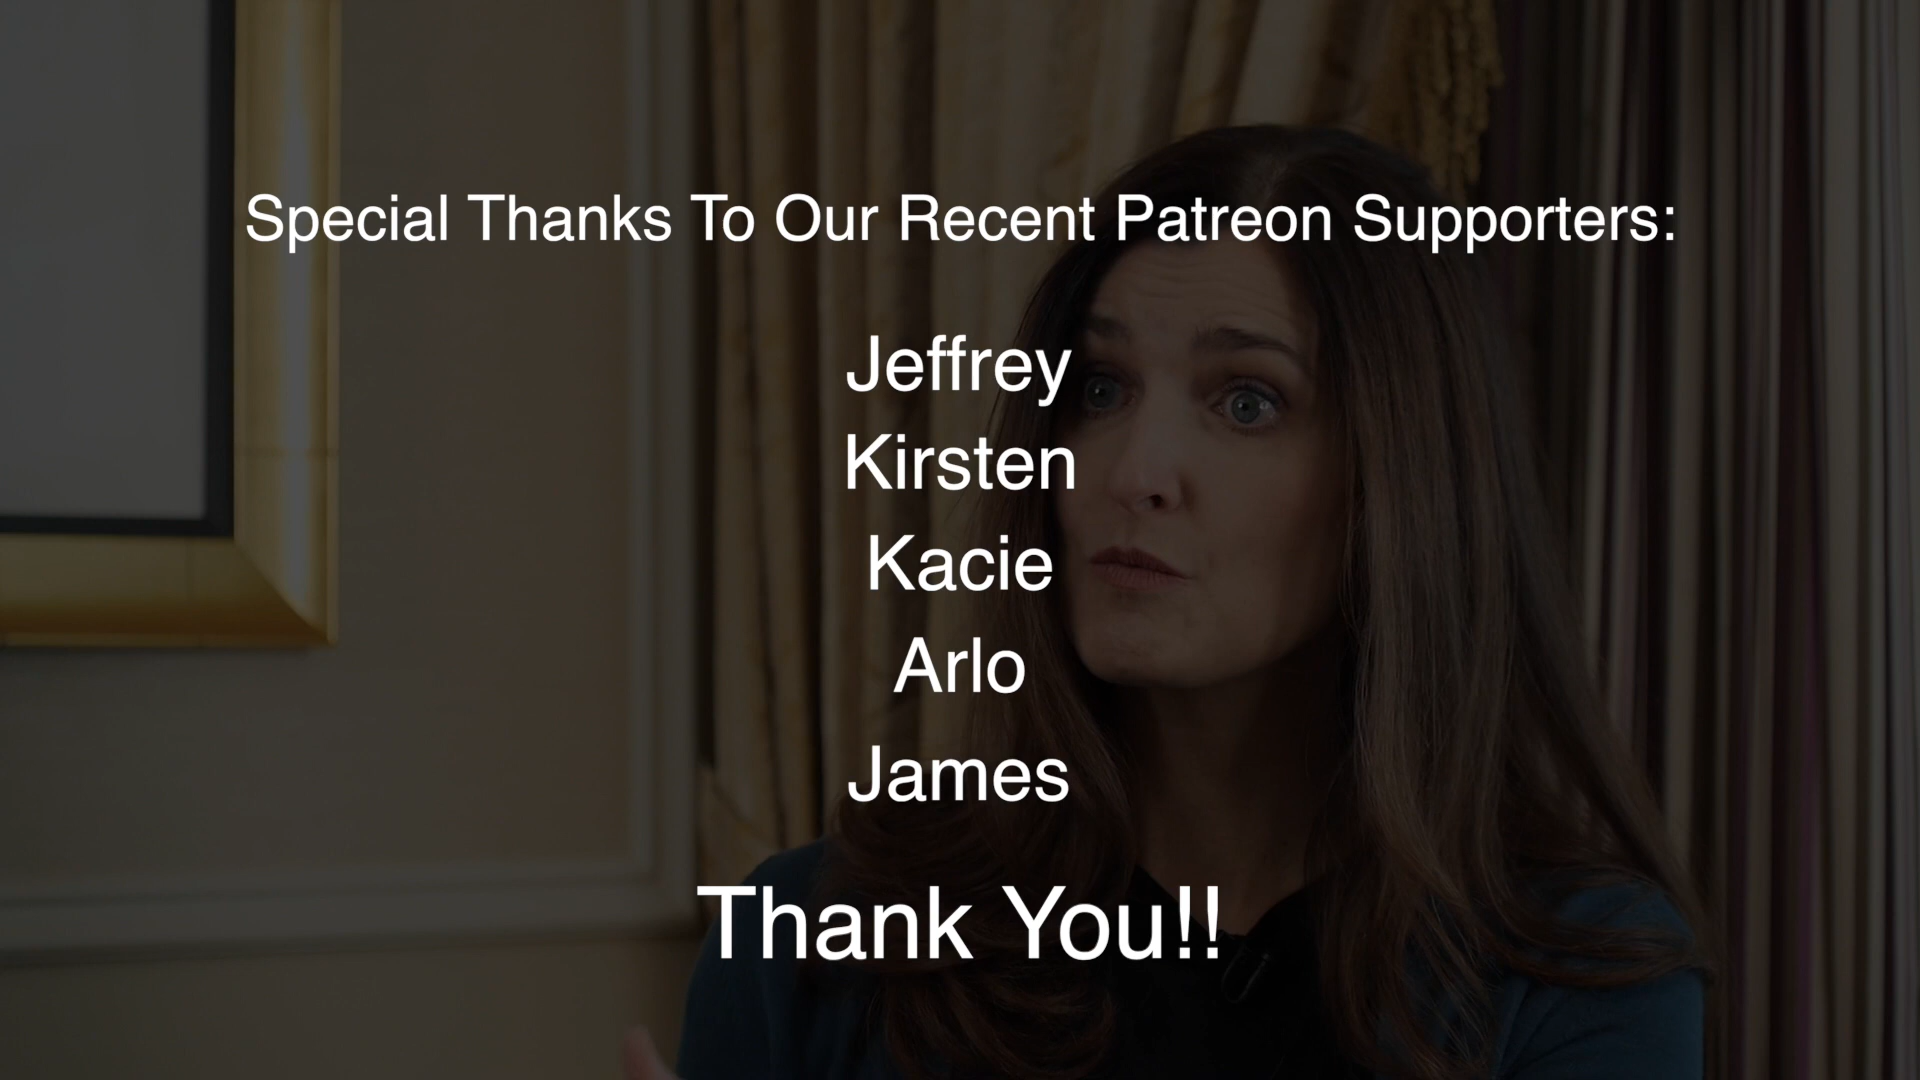 Special Thanks To Our Recent Patreon Supporters:
Jeffrey
Kirsten
Kacie
Arlo
James
Thank You!!